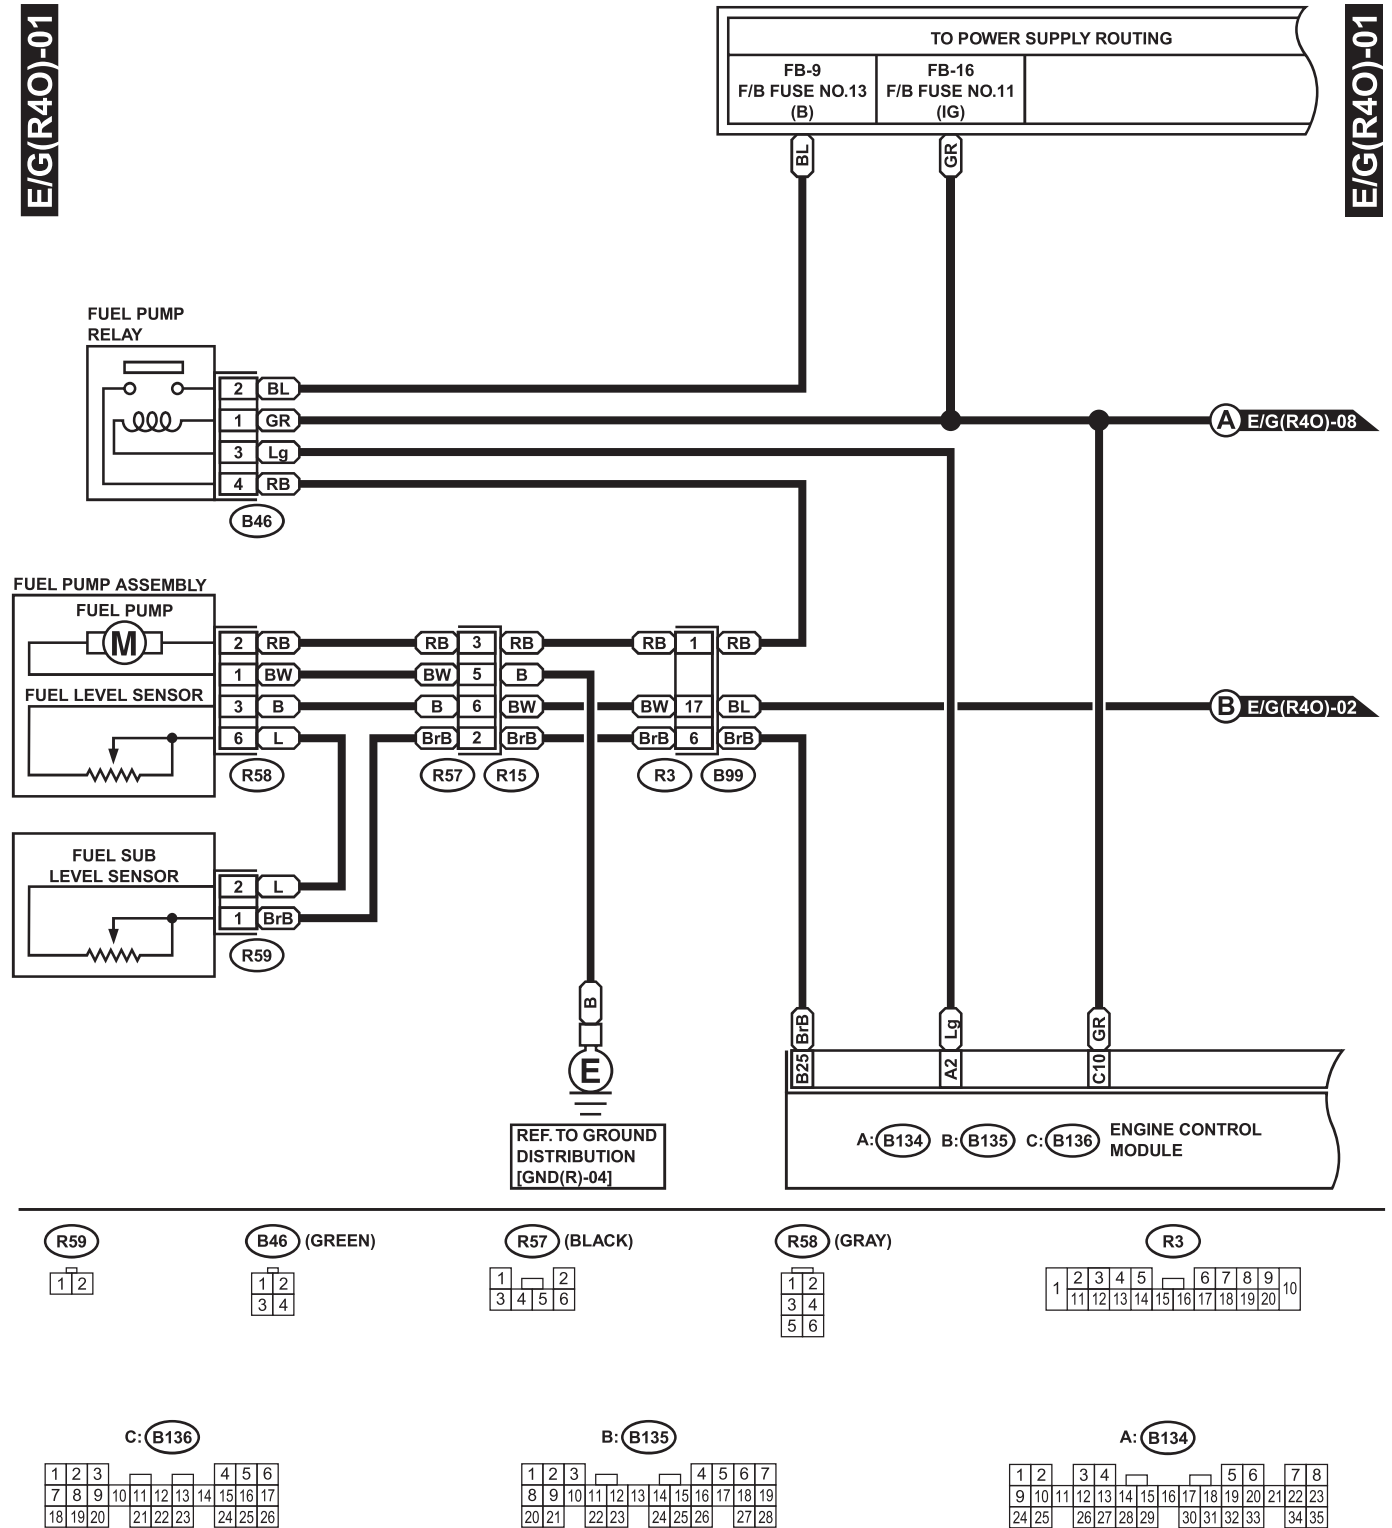 E/G(R4O)-01
E/G(R4O)-01
TO POWER SUPPLY ROUTING
FB-9
F/B FUSE NO.13
(B)
FB-16
F/B FUSE NO.11
(IG)
BL
GR
FUEL PUMP
RELAY
2 BL
1 GR
3 Lg
4 RB
B46
A E/G(R4O)-08
FUEL PUMP ASSEMBLY
FUEL PUMP
M
FUEL LEVEL SENSOR
2 RB RB 3 RB RB 1 RB
1 BW BW 5 B
3 B B 6 BW BW 17 BL
6 L BrB 2 BrB BrB 6 BrB
R58 R57 R15 R3 B99
B E/G(R4O)-02
FUEL SUB
LEVEL SENSOR
2 L
1 BrB
R59
B
E
REF. TO GROUND
DISTRIBUTION
[GND(R)-04]
BrB Lg GR
B25 A2 C10
A: B134 B: B135 C: B136
ENGINE CONTROL
MODULE
R59
1 2
B46 (GREEN)
1 2
3 4
R57 (BLACK)
1 2
3 4 5 6
R58 (GRAY)
1 2
3 4
5 6
R3
1 2 3 4 5 6 7 8 9 10
11 12 13 14 15 16 17 18 19 20
C: B136
1 2 3 4 5 6
7 8 9 10 11 12 13 14 15 16 17
18 19 20 21 22 23 24 25 26
B: B135
1 2 3 4 5 6 7
8 9 10 11 12 13 14 15 16 17 18 19
20 21 22 23 24 25 26 27 28
A: B134
1 2 3 4 5 6 7 8
9 10 11 12 13 14 15 16 17 18 19 20 21 22 23
24 25 26 27 28 29 30 31 32 33 34 35